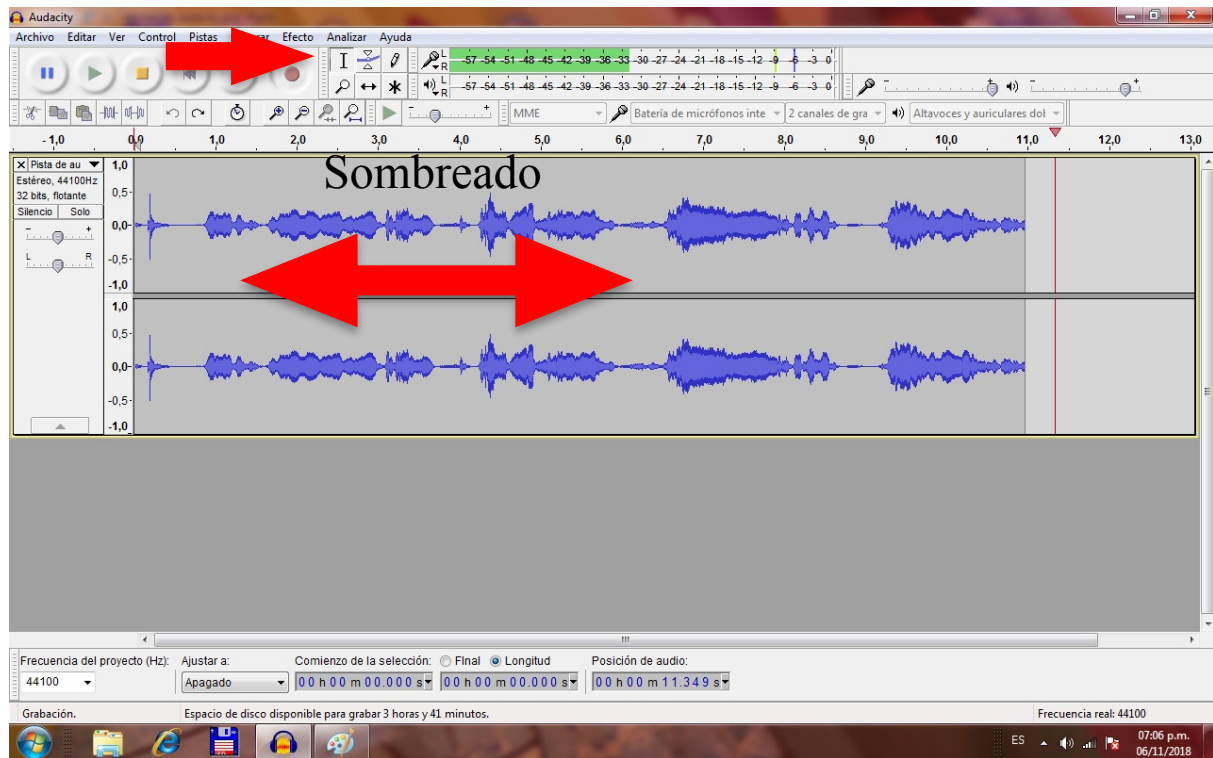 Audacity
Archivo Editar Ver Control Pistas Efecto Analizar Ayuda
L -57 -54 -51 -48 -45 -42 -39 -36 -33 -30 -27 -24 -21 -18 -15 -12 -9 -6 -3 0
R
L -57 -54 -51 -48 -45 -42 -39 -36 -33 -30 -27 -24 -21 -18 -15 -12 -9 -6 -3 0
R
- + - +
- + MME Batería de micrófonos inte 2 canales de gra Altavoces y auriculares dol
- 1,0 0,0 1,0 2,0 3,0 4,0 5,0 6,0 7,0 8,0 9,0 10,0 11,0 12,0 13,0
Pista de au 1,0
Sombreado
Estéreo, 44100Hz
32 bits, flotante
0,5
Silencio Solo
- + 0,0
L R -0,5
-1,0
1,0
0,5
0,0
-0,5
-1,0
Frecuencia del proyecto (Hz): Ajustar a: Comienzo de la selección: FInal Longitud Posición de audio:
44100 Apagado 00 h 00 m 00.000 s 00 h 00 m 00.000 s 00 h 00 m 11.349 s
Grabación. Espacio de disco disponible para grabar 3 horas y 41 minutos. Frecuencia real: 44100
ES 07:06 p.m.
06/11/2018